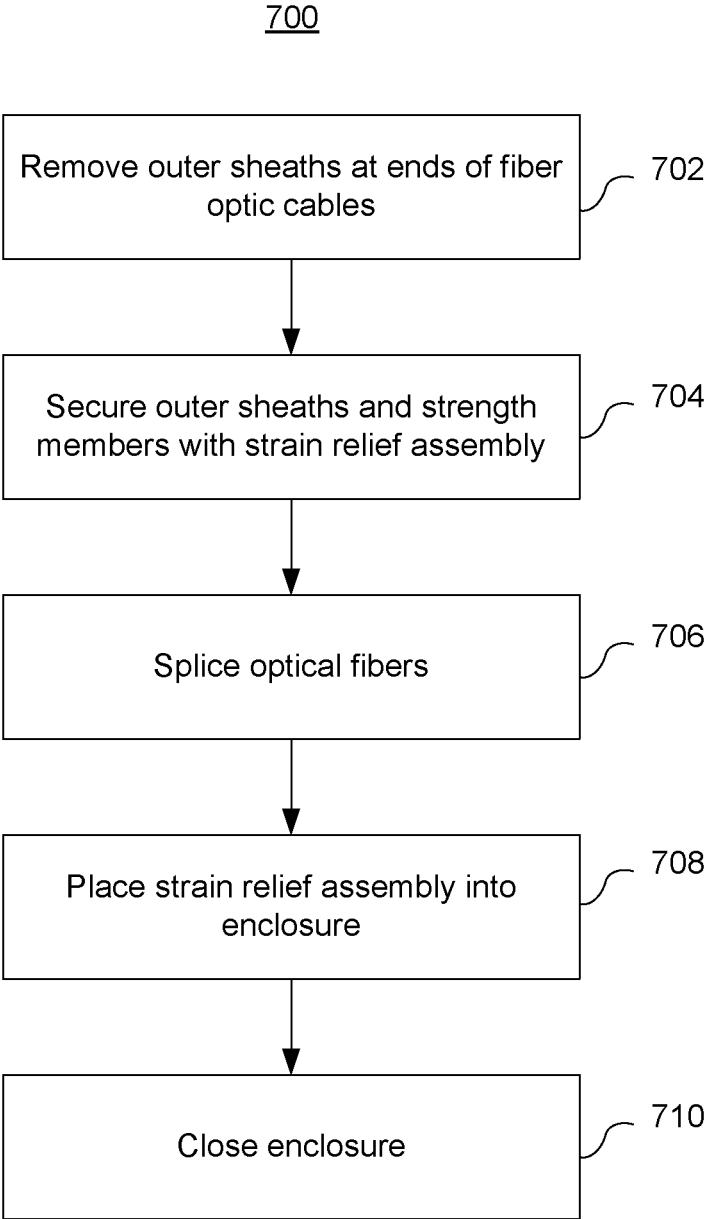 700
Remove outer sheaths at ends of fiber
optic cables
702
Secure outer sheaths and strength
members with strain relief assembly
704
Splice optical fibers
706
Place strain relief assembly into
enclosure
708
Close enclosure
710